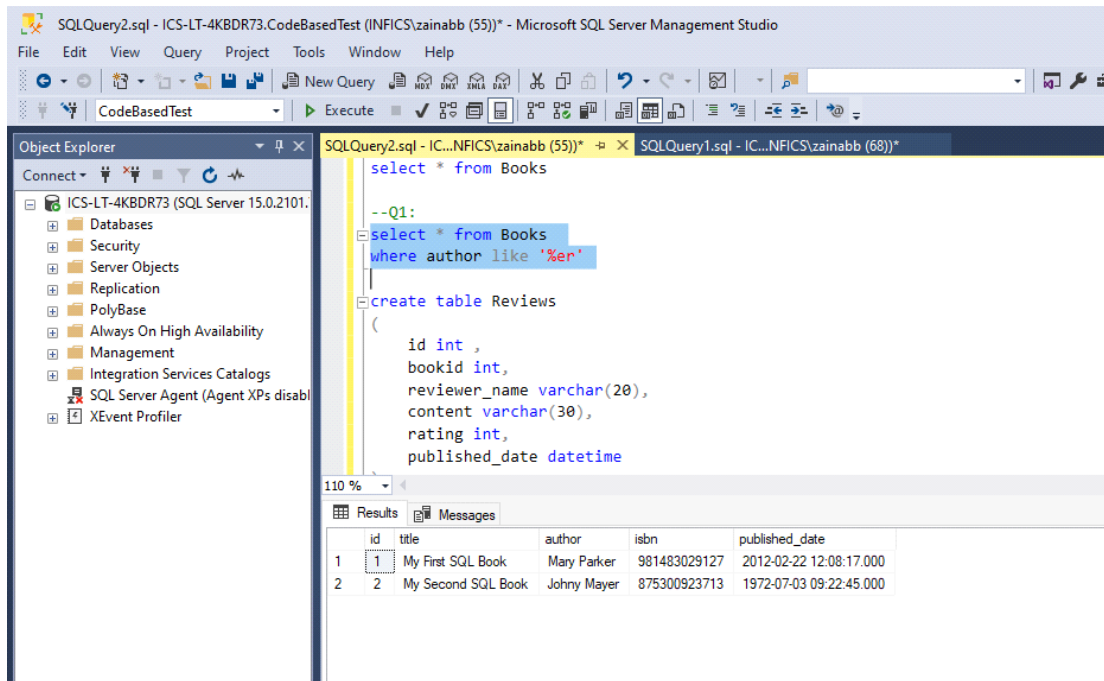 SQLQuery2.sql - ICS-LT-4KBDR73.CodeBasedTest (INFICS\zainabb (55))* - Microsoft SQL Server Management Studio
File Edit View Query Project Tools Window Help
New Query MDX DMX XMLA DAX
CodeBasedTest Execute
Object Explorer
Connect
ICS-LT-4KBDR73 (SQL Server 15.0.2101.
Databases
Security
Server Objects
Replication
PolyBase
Always On High Availability
Management
Integration Services Catalogs
SQL Server Agent (Agent XPs disabl
XEvent Profiler
SQLQuery2.sql - IC...NFICS\zainabb (55))* SQLQuery1.sql - IC...NFICS\zainabb (68))*
select * from Books
--Q1:
select * from Books
where author like '%er'
create table Reviews
(
id int ,
bookid int,
reviewer_name varchar(20),
content varchar(30),
rating int,
published_date datetime
110 %
Results Messages
id title author isbn published_date
1 1 My First SQL Book Mary Parker 981483029127 2012-02-22 12:08:17.000
2 2 My Second SQL Book Johny Mayer 875300923713 1972-07-03 09:22:45.000